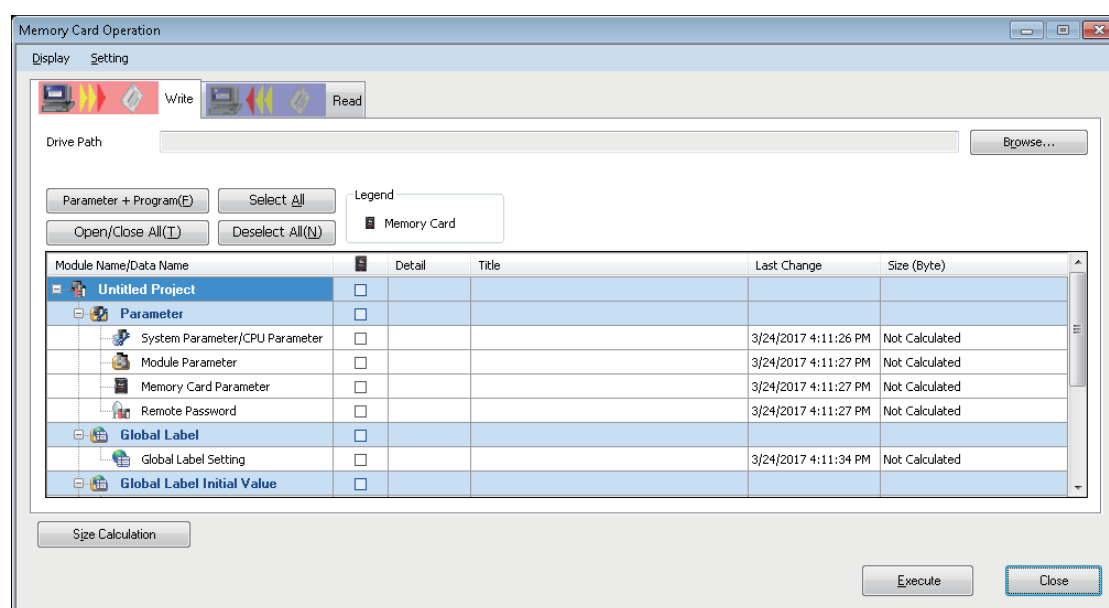 Memory Card Operation
Display Setting
Write Read
Drive Path Browse...
Parameter + Program(F) Select All Legend
Memory Card
Open/Close All(T) Deselect All(N)
Module Name/Data Name Detail Title Last Change Size (Byte)
Untitled Project
Parameter
System Parameter/CPU Parameter 3/24/2017 4:11:26 PM Not Calculated
Module Parameter 3/24/2017 4:11:27 PM Not Calculated
Memory Card Parameter 3/24/2017 4:11:27 PM Not Calculated
Remote Password 3/24/2017 4:11:27 PM Not Calculated
Global Label
Global Label Setting 3/24/2017 4:11:34 PM Not Calculated
Global Label Initial Value
Size Calculation
Execute Close